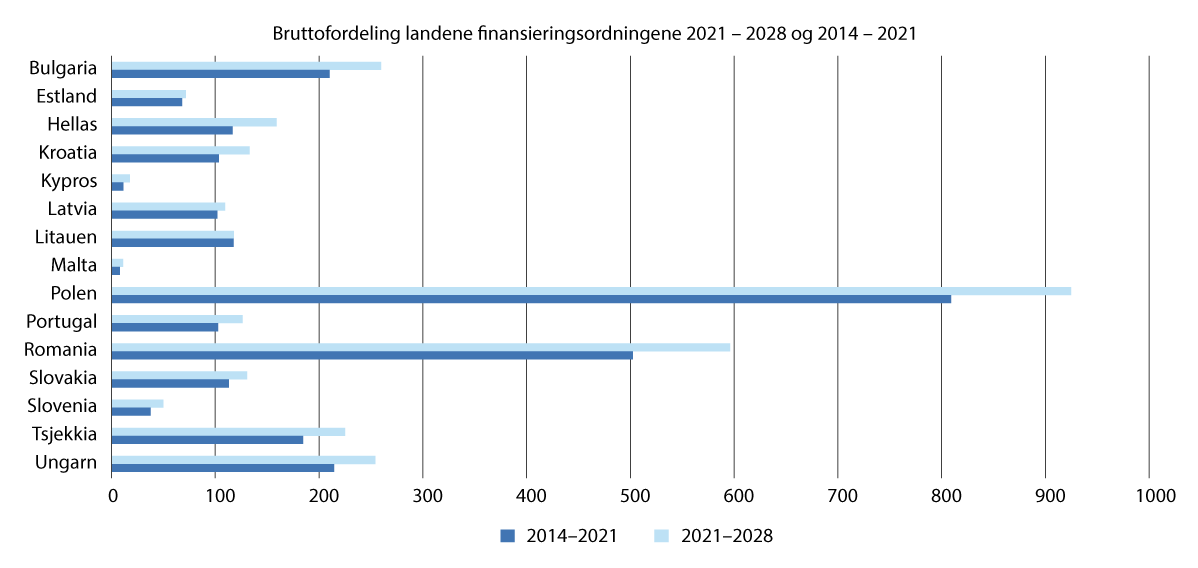 Bruttofordeling landene finansieringsordningene 2021 – 2028 og 2014 – 2021
Bulgaria
Estland
Hellas
Kroatia
Kypros
Latvia
Litauen
Malta
Polen
Portugal
Romania
Slovakia
Slovenia
Tsjekkia
Ungarn
0 100 200 300 400 500 600 700 800 900 1000
2014–2021 2021–2028